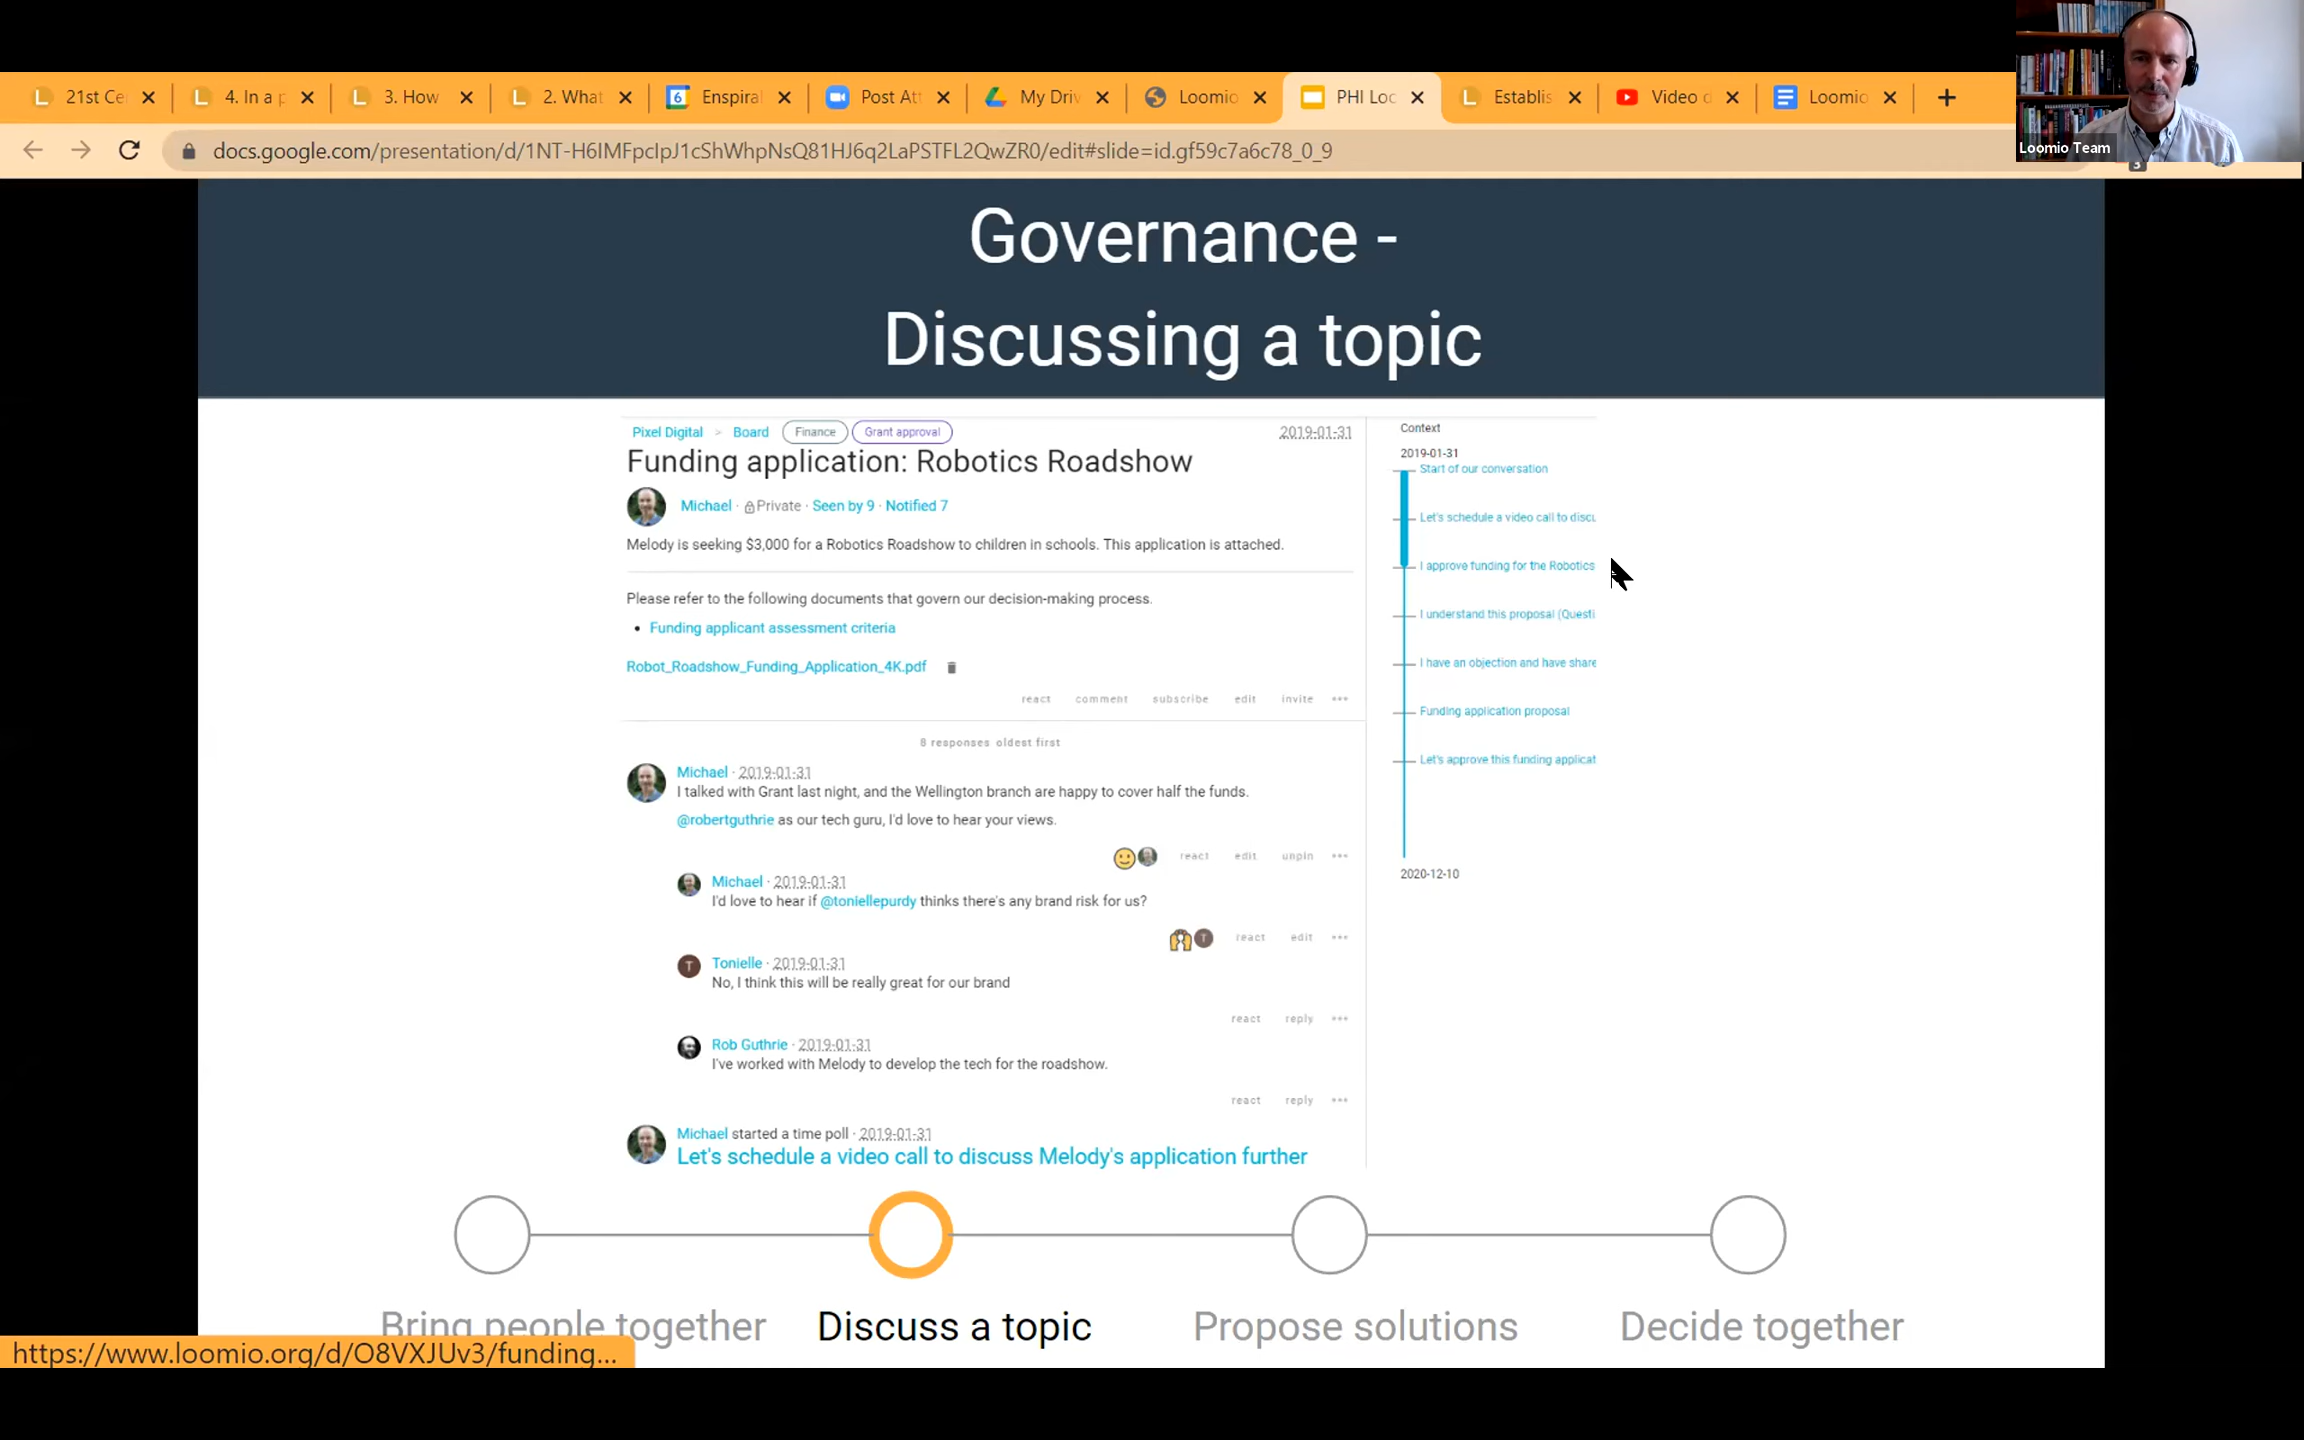 21st Ce
4. In a p
3. How
2. What
6
Enspiral
Post Att
My Driv
Loomio
PHI Loo
Establis
Video o
Loomio
docs.google.com/presentation/d/1NT-H6IMFpcIpJ1cShWhpNsQ81HJ6q2LaPSTFL2QwZR0/edit#slide=id.gf59c7a6c78_0_9
Loomio Team
3
Governance -
Discussing a topic
Pixel Digital > Board Finance Grant approval 2019-01-31
Funding application: Robotics Roadshow
Michael · Private · Seen by 9 · Notified 7
Melody is seeking $3,000 for a Robotics Roadshow to children in schools. This application is attached.
Please refer to the following documents that govern our decision-making process.
• Funding applicant assessment criteria
Robot_Roadshow_Funding_Application_4K.pdf
react comment subscribe edit invite •••
8 responses oldest first
Michael · 2019-01-31
I talked with Grant last night, and the Wellington branch are happy to cover half the funds.
@robertguthrie as our tech guru, I'd love to hear your views.
react edit unpin •••
Michael · 2019-01-31
I'd love to hear if @toniellepurdy thinks there's any brand risk for us?
T react edit •••
T
Tonielle · 2019-01-31
No, I think this will be really great for our brand
react reply •••
Rob Guthrie · 2019-01-31
I've worked with Melody to develop the tech for the roadshow.
react reply •••
Michael started a time poll · 2019-01-31
Let's schedule a video call to discuss Melody's application further
Context
2019-01-31
Start of our conversation
Let's schedule a video call to discu
I approve funding for the Robotics
I understand this proposal (Questi
I have an objection and have share
Funding application proposal
Let's approve this funding applicat
2020-12-10
Bring people together
Discuss a topic
Propose solutions
Decide together
https://www.loomio.org/d/O8VXJUv3/funding...